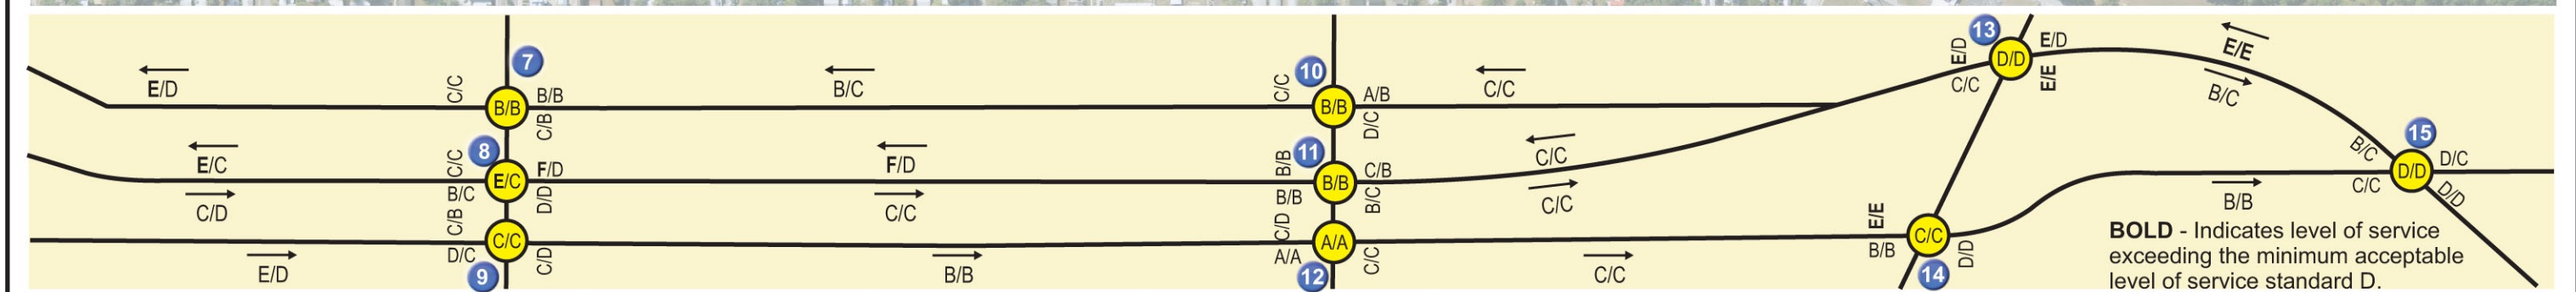 7
10
13
E/D
B/C
C/C
E/D
E/D
D/D
E/E
E/E
C/C
B/C
C/C
B/B
B/B
C/B
C/C
B/B
A/B
D/C
8
E/C
C/D
C/C
B/C
E/C
F/D
D/D
F/D
C/C
11
B/B
B/B
B/B
C/B
B/C
C/C
C/C
15
B/C
C/C
D/D
D/C
D/D
C/B
D/C
C/C
C/D
9
E/D
B/B
C/D
A/A
A/A
C/C
12
C/C
E/E
B/B
C/C
D/D
14
B/B
BOLD - Indicates level of service
exceeding the minimum acceptable
level of service standard D.